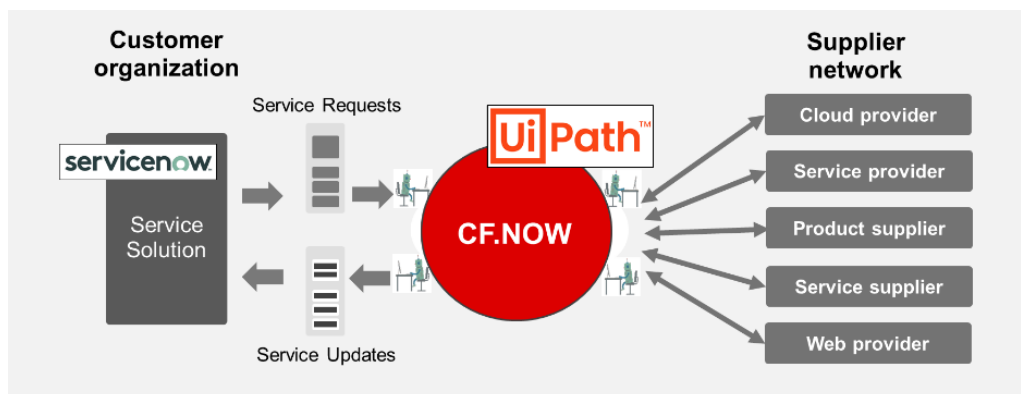 Customer
organization
servicenow
Service
Solution
Service Requests
Service Updates
UiPath™
CF.NOW
Supplier
network
Cloud provider
Service provider
Product supplier
Service supplier
Web provider